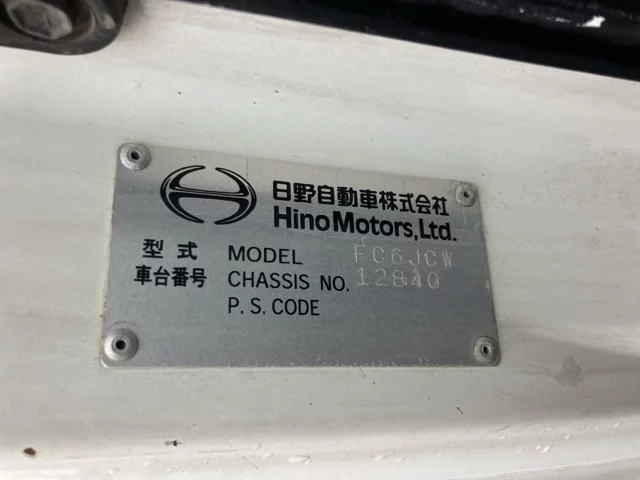 日野自動車株式会社
Hino Motors, Ltd.
型式 MODEL FC6JCW
車台番号 CHASSIS NO. 12840
P. S. CODE